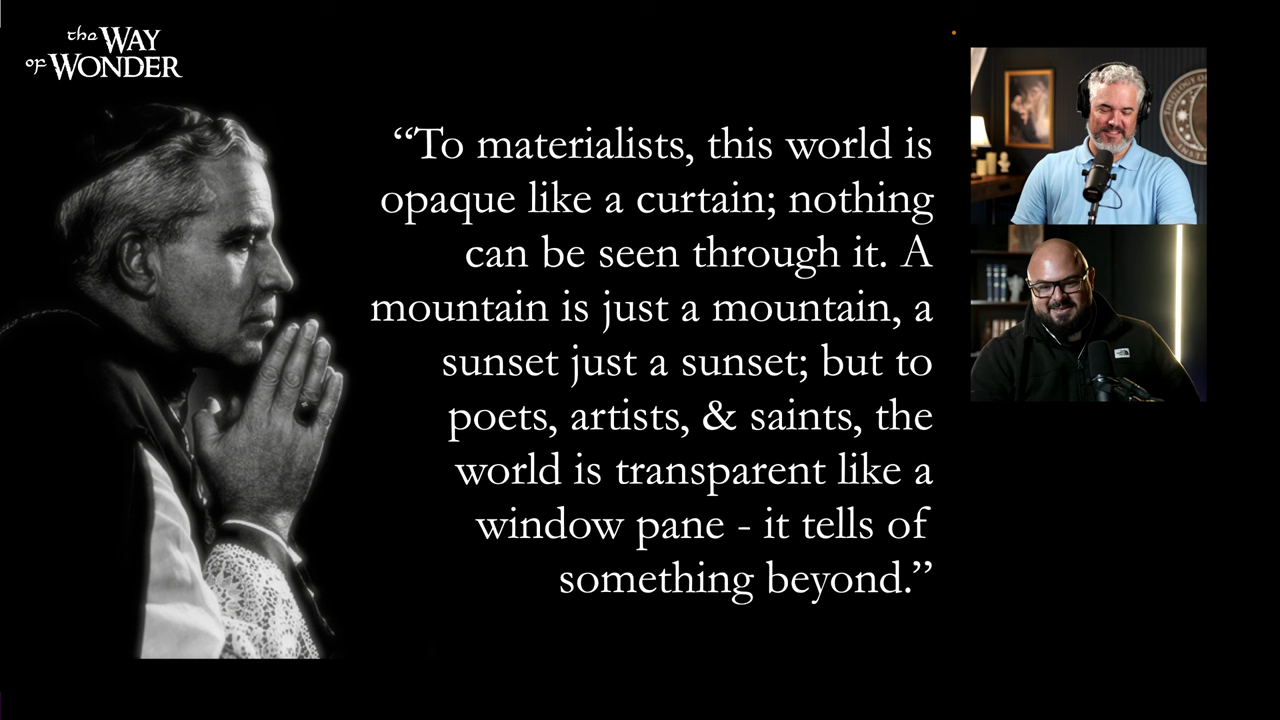 the WAY
of WONDER
“To materialists, this world is
opaque like a curtain; nothing
can be seen through it. A
mountain is just a mountain, a
sunset just a sunset; but to
poets, artists, & saints, the
world is transparent like a
window pane - it tells of
something beyond.”